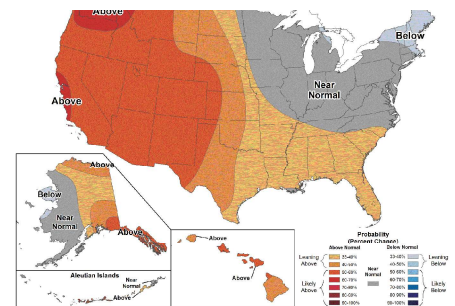 Above
Below
Above
Near
Normal
Above
Below
Near
Normal
Above
Above
Above
Aleutian Islands
Above
Probability
(Percent Chance)
Above Normal
Below Normal
Leaning
Above
33-40%
40-50%
50-60%
60-70%
70-80%
80-90%
90-100%
Likely
Above
Near
Normal
33-40%
40-50%
50-60%
60-70%
70-80%
80-90%
90-100%
Leaning
Below
Likely
Below